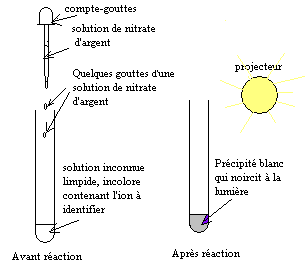 compte-gouttes
solution de nitrate
d'argent
Quelques gouttes d'une
solution de nitrate
d'argent
solution inconnue
limpide, incolore
contenant l'ion à
identifier
Avant réaction
projecteur
Précipité blanc
qui noircit à la
lumière
Après réaction